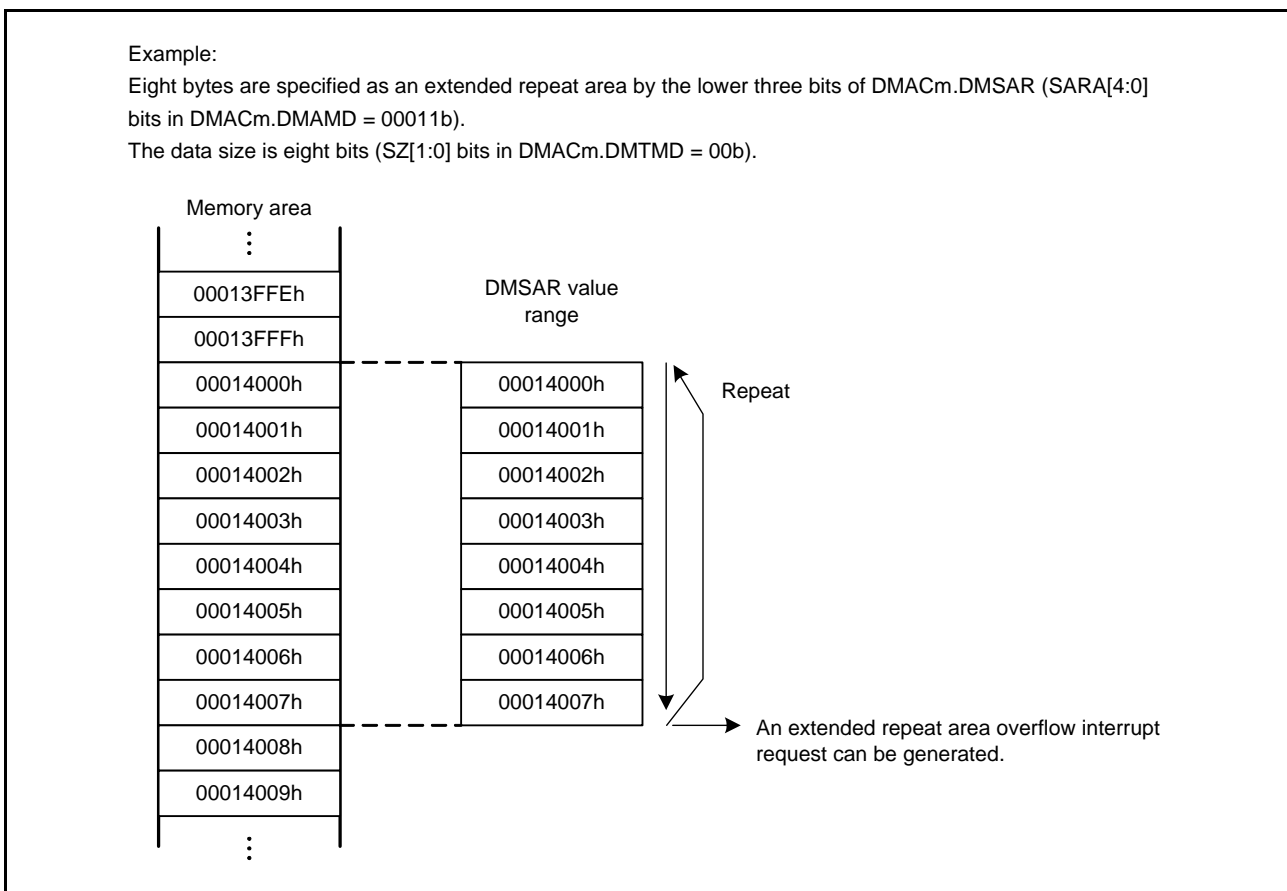 Example:
Eight bytes are specified as an extended repeat area by the lower three bits of DMACm.DMSAR (SARA[4:0]
bits in DMACm.DMAMD = 00011b).
The data size is eight bits (SZ[1:0] bits in DMACm.DMTMD = 00b).
Memory area
00013FFEh
00013FFFh
00014000h
00014001h
00014002h
00014003h
00014004h
00014005h
00014006h
00014007h
00014008h
00014009h
DMSAR value
range
00014000h
00014001h
00014002h
00014003h
00014004h
00014005h
00014006h
00014007h
Repeat
An extended repeat area overflow interrupt
request can be generated.